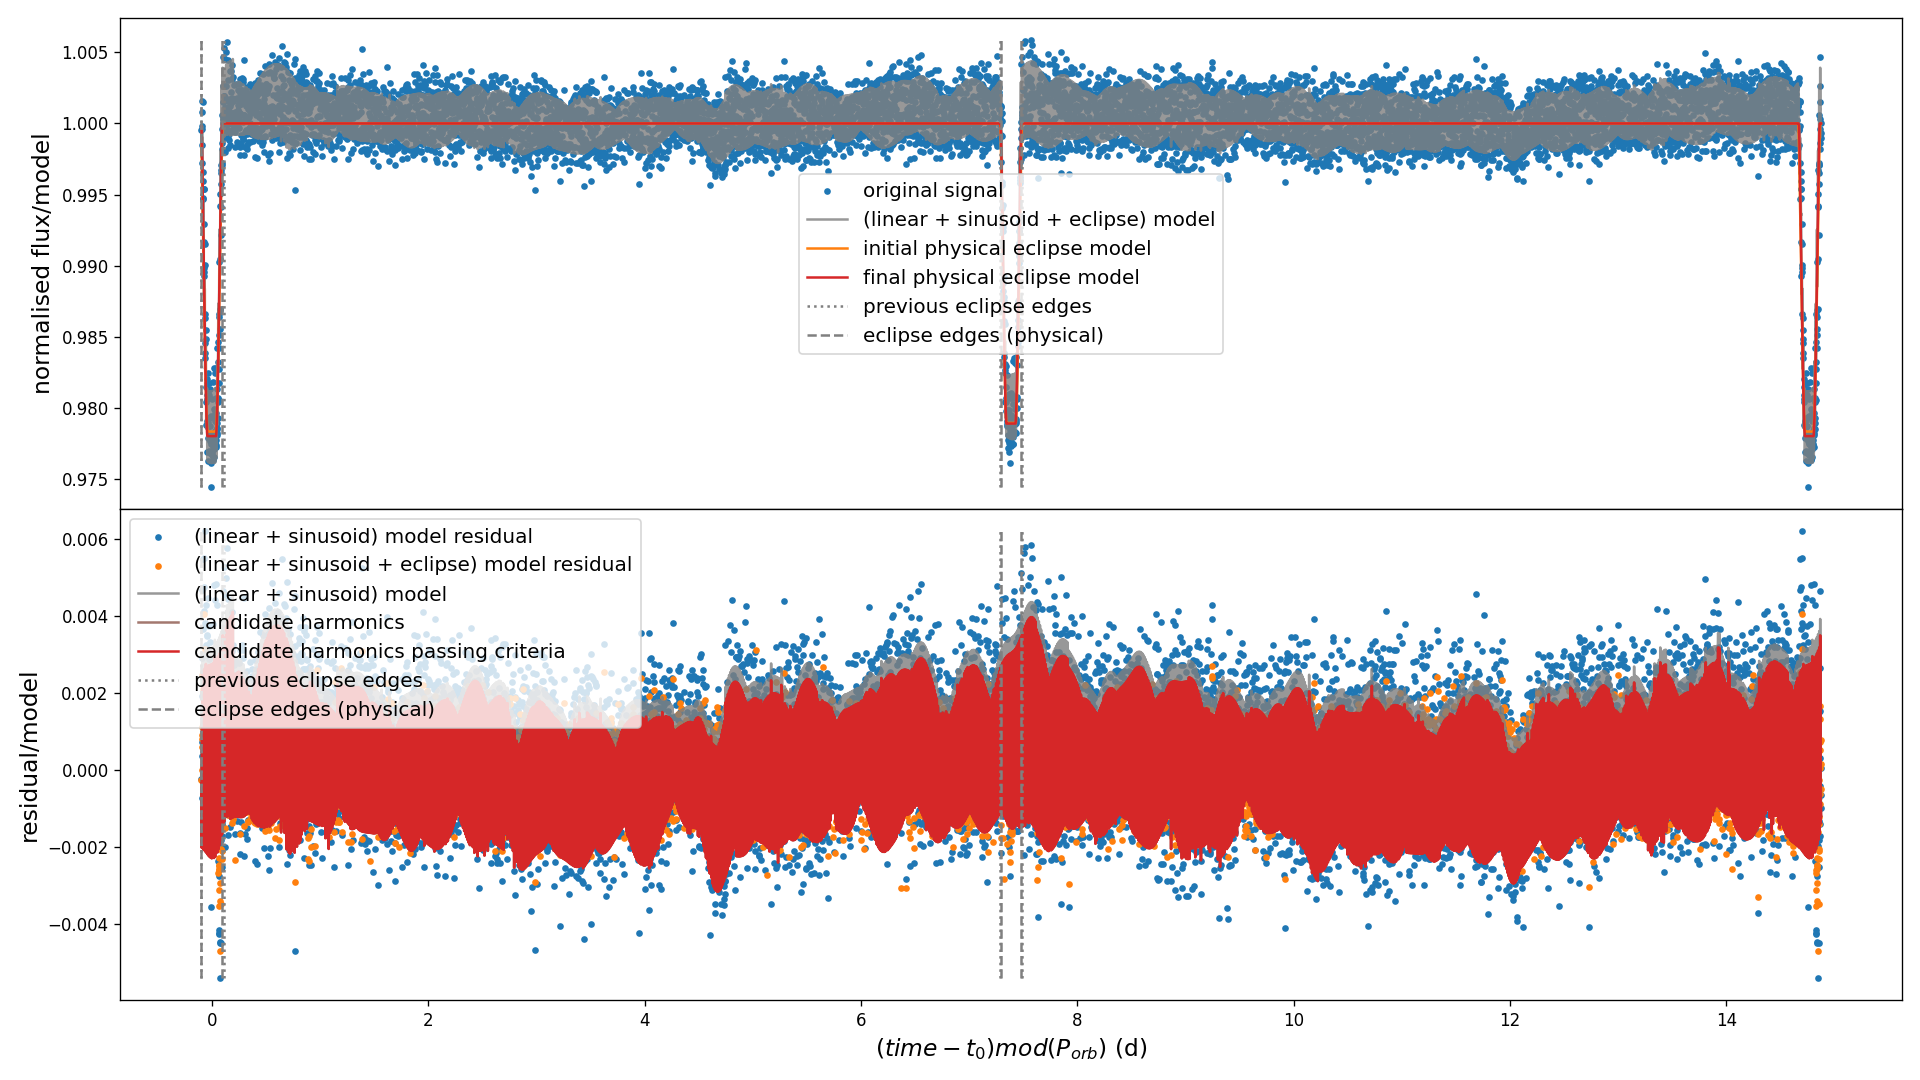 1.005
1.000
0.995
0.990
0.985
0.980
0.975
normalised flux/model
original signal
(linear + sinusoid + eclipse) model
initial physical eclipse model
final physical eclipse model
previous eclipse edges
eclipse edges (physical)
0.006
0.004
0.002
0.000
−0.002
−0.004
residual/model
(linear + sinusoid) model residual
(linear + sinusoid + eclipse) model residual
(linear + sinusoid) model
candidate harmonics
candidate harmonics passing criteria
previous eclipse edges
eclipse edges (physical)
0 2 4 6 8 10 12 14
(time − t₀)mod(P_orb) (d)